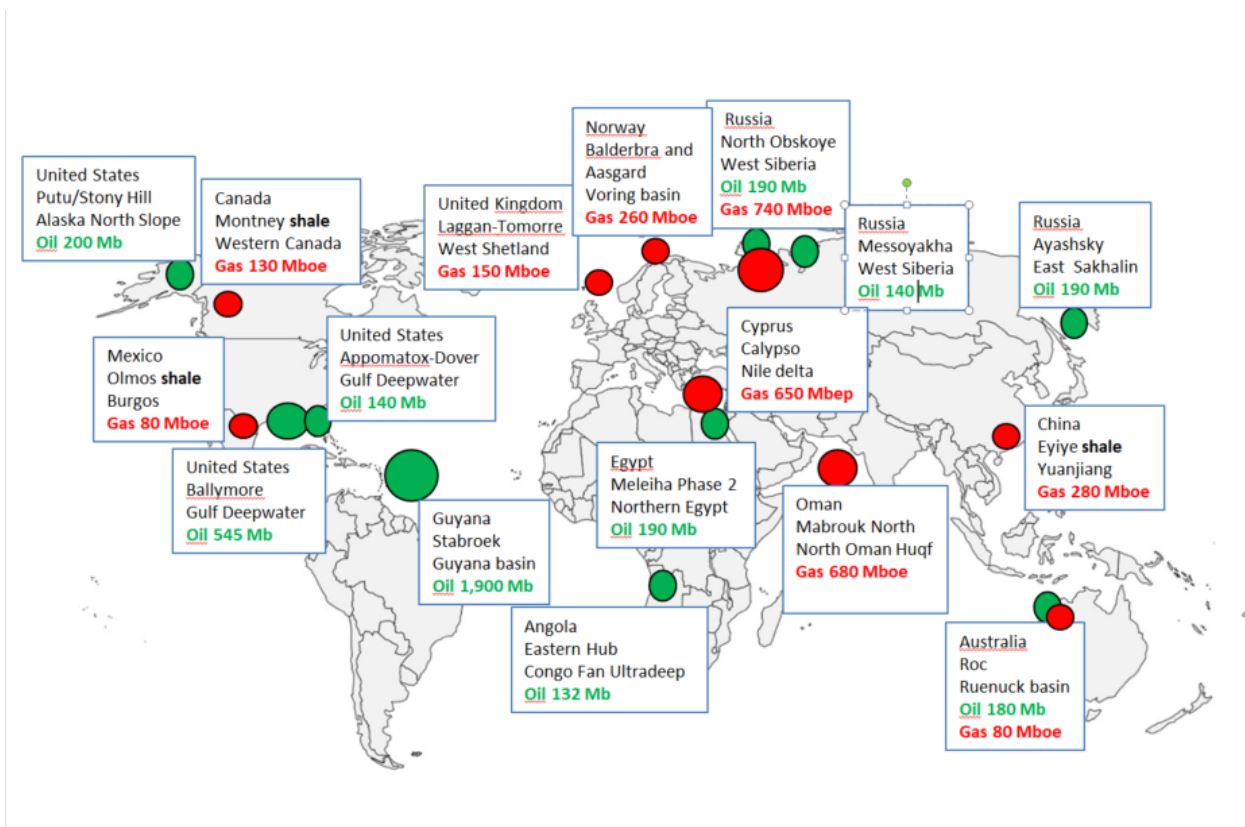 United States
Putu/Stony Hill
Alaska North Slope
Oil 200 Mb
Canada
Montney shale
Western Canada
Gas 130 Mboe
United Kingdom
Laggan-Tomorre
West Shetland
Gas 150 Mboe
Norway
Balderbra and
Aasgard
Voring basin
Gas 260 Mboe
Russia
North Obskoye
West Siberia
Oil 190 Mb
Gas 740 Mboe
Russia
Messoyakha
West Siberia
Oil 140 Mb
Russia
Ayashsky
East Sakhalin
Oil 190 Mb
Mexico
Olmos shale
Burgos
Gas 80 Mboe
United States
Appomatox-Dover
Gulf Deepwater
Oil 140 Mb
Cyprus
Calypso
Nile delta
Gas 650 Mbep
China
Eyiye shale
Yuanjiang
Gas 280 Mboe
United States
Ballymore
Gulf Deepwater
Oil 545 Mb
Guyana
Stabroek
Guyana basin
Oil 1,900 Mb
Egypt
Meleiha Phase 2
Northern Egypt
Oil 190 Mb
Oman
Mabrouk North
North Oman Huqf
Gas 680 Mboe
Angola
Eastern Hub
Congo Fan Ultradeep
Oil 132 Mb
Australia
Roc
Ruenuck basin
Oil 180 Mb
Gas 80 Mboe